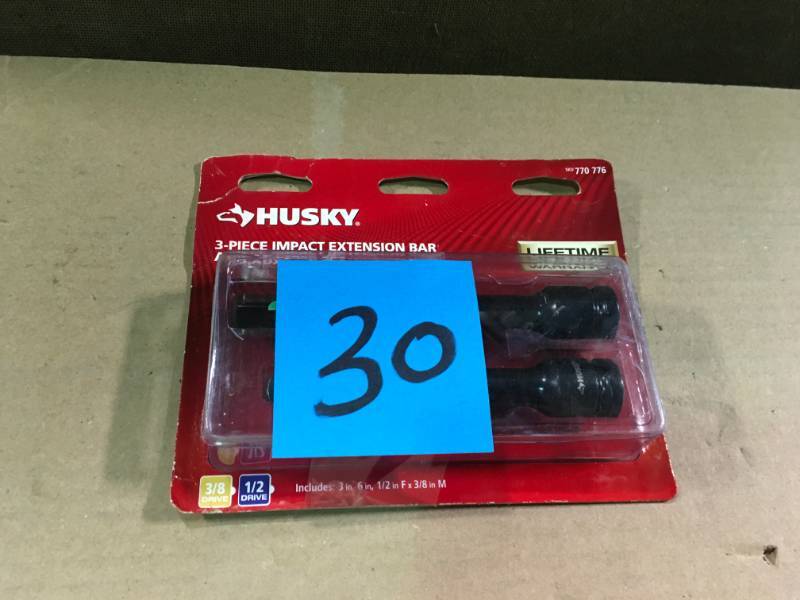 SKU 770 776
HUSKY
3-PIECE IMPACT EXTENSION BAR
LIFETIME
WARRANTY
30
3/8 DRIVE
1/2 DRIVE
Includes: 3 in, 6 in, 1/2 in F x 3/8 in M